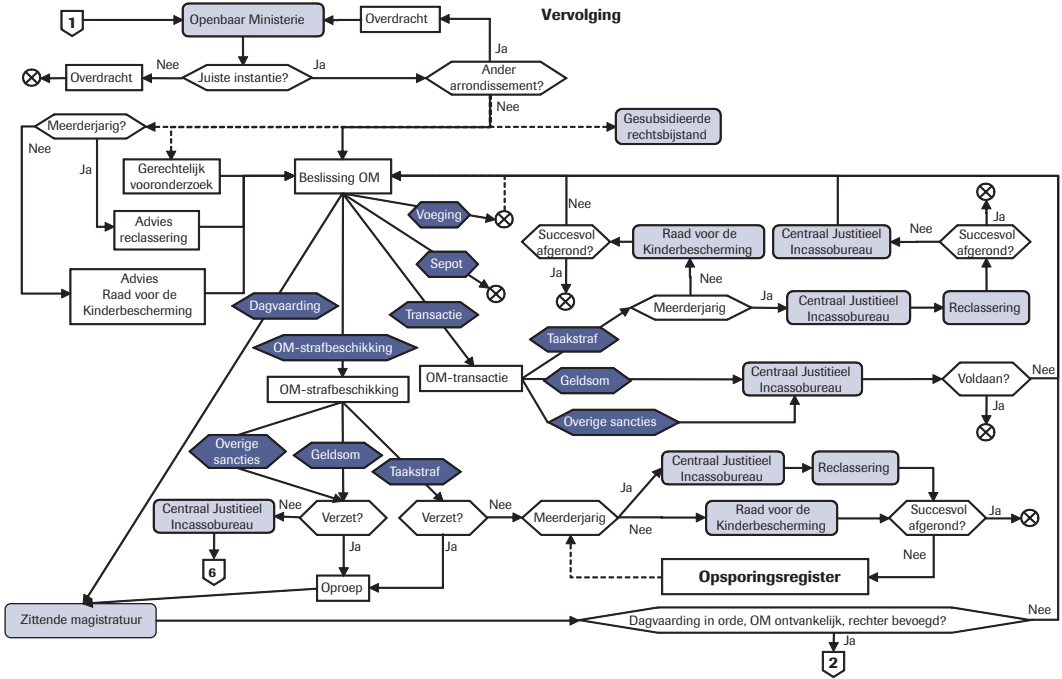 Vervolging
1
Openbaar Ministerie
Overdracht
Ja
Overdracht
Nee
Juiste instantie?
Ja
Ander
arrondissement?
Nee
Meerderjarig?
Nee
Ja
Gesubsidieerde
rechtsbijstand
Gerechtelijk
vooronderzoek
Beslissing OM
Advies
reclassering
Advies
Raad voor de
Kinderbescherming
Voeging
Sepot
Dagvaarding
Transactie
OM-strafbeschikking
Nee
Succesvol
afgerond?
Ja
Raad voor de
Kinderbescherming
Nee
Meerderjarig
Ja
Centraal Justitieel
Incassobureau
Nee
Succesvol
afgerond?
Ja
Centraal Justitieel
Incassobureau
Reclassering
Taakstraf
OM-transactie
Geldsom
Centraal Justitieel
Incassobureau
Voldaan?
Nee
Ja
Overige sancties
OM-strafbeschikking
Overige
sancties
Geldsom
Taakstraf
Centraal Justitieel
Incassobureau
Nee
Verzet?
Ja
6
Verzet?
Nee
Ja
Meerderjarig
Ja
Nee
Centraal Justitieel
Incassobureau
Reclassering
Raad voor de
Kinderbescherming
Succesvol
afgerond?
Ja
Nee
Opsporingsregister
Oproep
Zittende magistratuur
Dagvaarding in orde, OM ontvankelijk, rechter bevoegd?
Nee
Ja
2